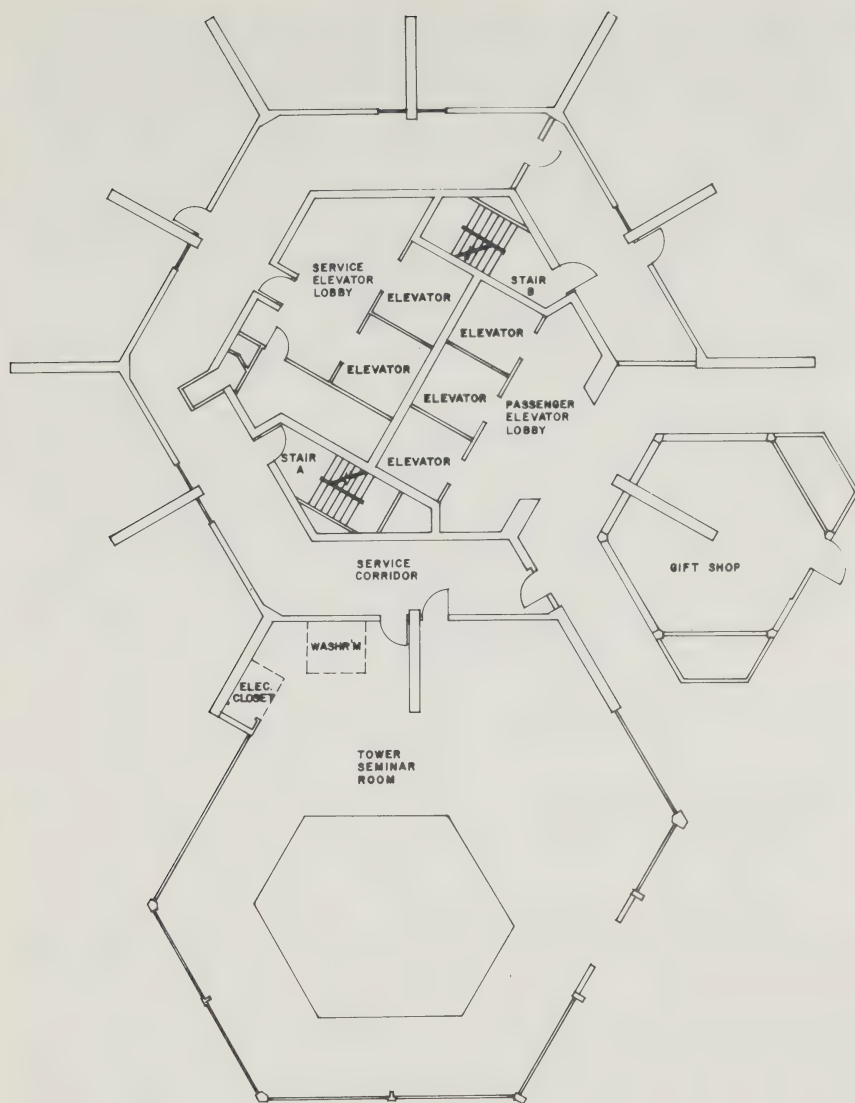 SERVICE
ELEVATOR
LOBBY
ELEVATOR
STAIR
B
ELEVATOR
ELEVATOR
ELEVATOR
PASSENGER
ELEVATOR
LOBBY
STAIR
A
ELEVATOR
SERVICE
CORRIDOR
GIFT SHOP
WASHR'M
ELEC.
CLOSET
TOWER
SEMINAR
ROOM